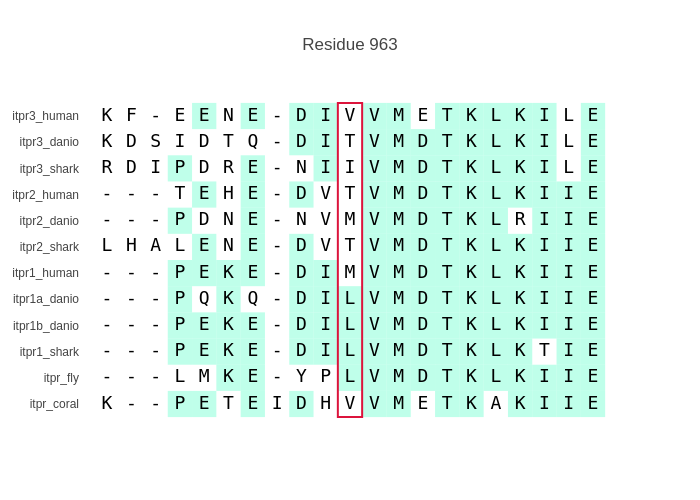 Residue 963
itpr3_human K F - E E N E - D I V V M E T K L K I L E
itpr3_danio K D S I D T Q - D I T V M D T K L K I L E
itpr3_shark R D I P D R E - N I I V M D T K L K I L E
itpr2_human - - - T E H E - D V T V M D T K L K I I E
itpr2_danio - - - P D N E - N V M V M D T K L R I I E
itpr2_shark L H A L E N E - D V T V M D T K L K I I E
itpr1_human - - - P E K E - D I M V M D T K L K I I E
itpr1a_danio - - - P Q K Q - D I L V M D T K L K I I E
itpr1b_danio - - - P E K E - D I L V M D T K L K I I E
itpr1_shark - - - P E K E - D I L V M D T K L K T I E
itpr_fly - - - L M K E - Y P L V M D T K L K I I E
itpr_coral K - - P E T E I D H V V M E T K A K I I E